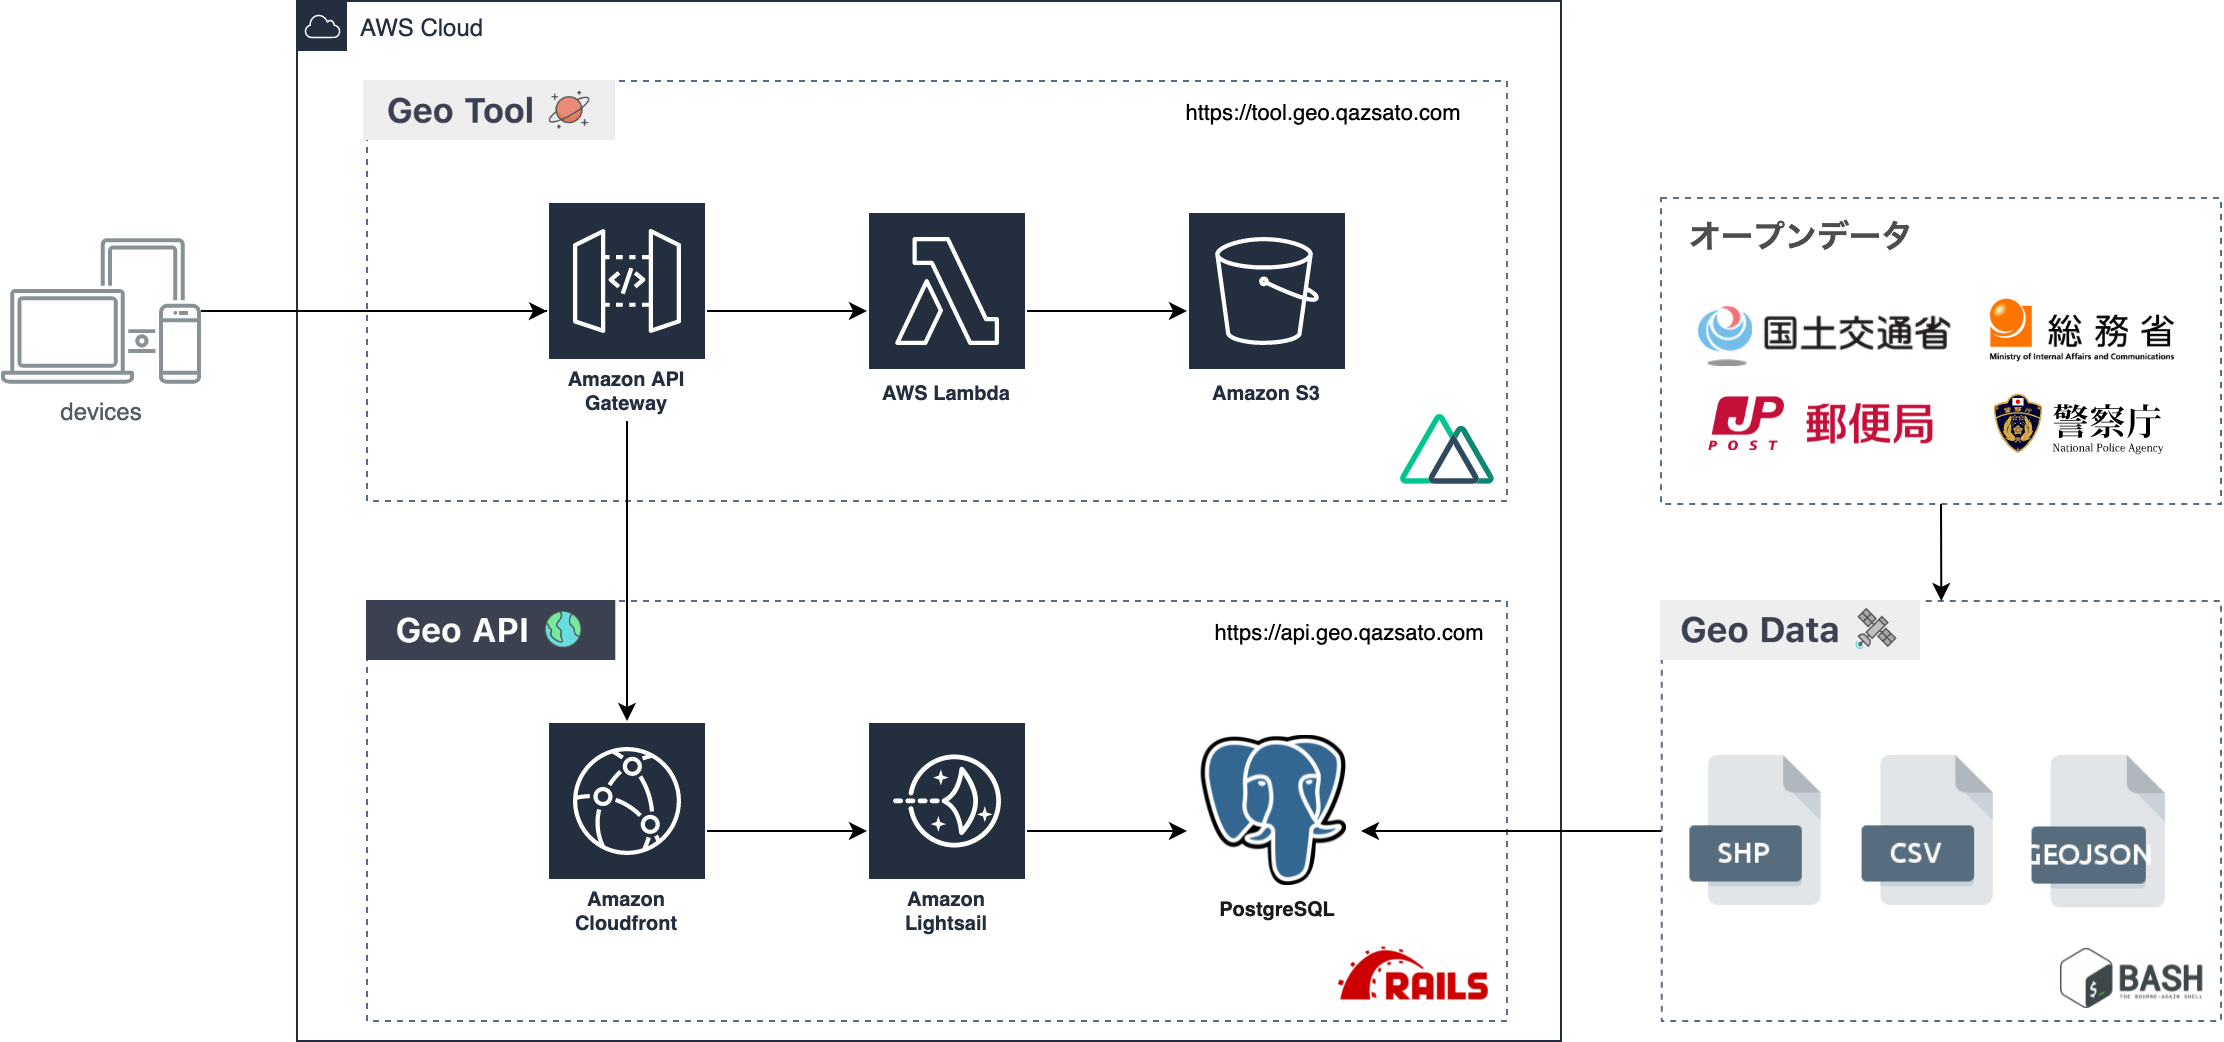 AWS Cloud
Geo Tool
https://tool.geo.qazsato.com
</>
Amazon API
Gateway
AWS Lambda
Amazon S3
devices
Geo API
https://api.geo.qazsato.com
Amazon
Cloudfront
Amazon
Lightsail
PostgreSQL
RAILS
オープンデータ
国土交通省
総務省
Ministry of Internal Affairs and Communications
JP
POST
郵便局
警察庁
警察庁
National Police Agency
Geo Data
SHP
CSV
GEOJSON
$_
BASH
THE BOURNE-AGAIN SHELL